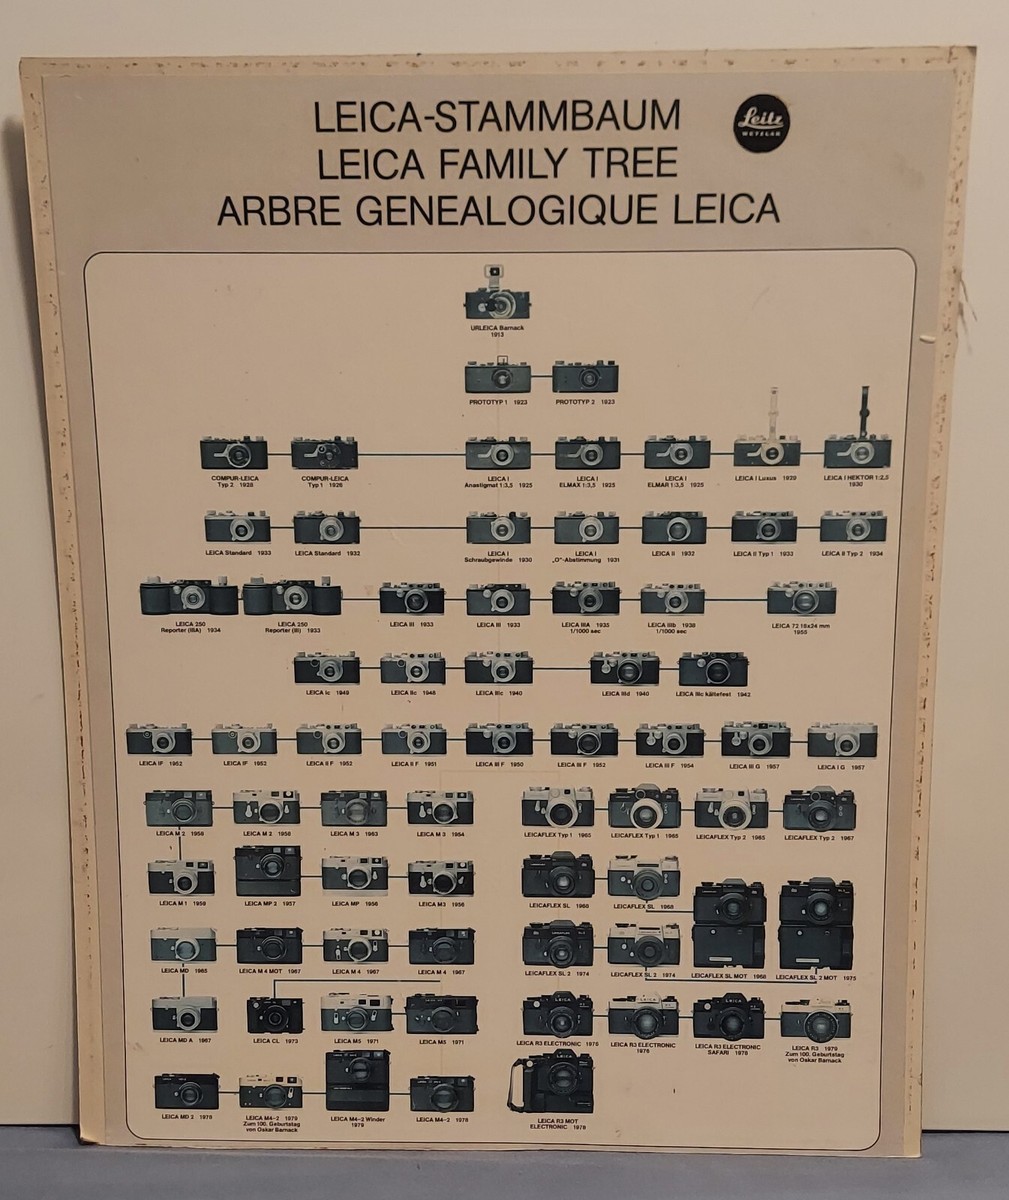 LEICA-STAMMBAUM
LEICA FAMILY TREE
ARBRE GENEALOGIQUE LEICA
Leitz
WETZLAR
URLEICA Barnack
1913
PROTOTYP 1 1923
PROTOTYP 2 1923
COMPUR-LEICA
Typ 2 1928
COMPUR-LEICA
Typ 1 1926
LEICA I
Anastigmat 1:3,5 1925
LEICA I
ELMAX 1:3,5 1925
LEICA I
ELMAR 1:3,5 1925
LEICA I Luxus 1929
LEICA I HEKTOR 1:2,5
1930
LEICA Standard 1933
LEICA Standard 1932
LEICA I
Schraubgewinde 1930
LEICA I
„O"-Abstimmung 1931
LEICA II 1932
LEICA II Typ 1 1933
LEICA II Typ 2 1934
LEICA 250
Reporter (IIIA) 1934
LEICA 250
Reporter (III) 1933
LEICA III 1933
LEICA III 1933
LEICA IIIA 1935
1/1000 sec
LEICA IIIb 1938
1/1000 sec
LEICA 72 18x24 mm
1955
LEICA Ic 1949
LEICA IIc 1948
LEICA IIIc 1940
LEICA IIId 1940
LEICA IIIc kältefest 1942
LEICA IF 1952
LEICA IF 1952
LEICA II F 1952
LEICA II F 1951
LEICA III F 1950
LEICA III F 1952
LEICA III F 1954
LEICA III G 1957
LEICA I G 1957
LEICA M 2 1958
LEICA M 2 1958
LEICA M 3 1963
LEICA M 3 1954
LEICAFLEX Typ 1 1965
LEICAFLEX Typ 1 1965
LEICAFLEX Typ 2 1965
LEICAFLEX Typ 2 1967
LEICA M 1 1959
LEICA MP 2 1957
LEICA MP 1956
LEICA M3 1956
LEICAFLEX SL 1968
LEICAFLEX SL 1968
LEICA MD 1965
LEICA M 4 MOT 1967
LEICA M 4 1967
LEICA M 4 1967
LEICAFLEX SL 2 1974
LEICAFLEX SL 2 1974
LEICAFLEX SL MOT 1968
LEICAFLEX SL 2 MOT 1975
LEICA MD A 1967
LEICA CL 1973
LEICA M5 1971
LEICA M5 1971
LEICA R3 ELECTRONIC 1976
LEICA R3 ELECTRONIC
1976
LEICA R3 ELECTRONIC
SAFARI 1978
LEICA R3 1979
Zum 100. Geburtstag
von Oskar Barnack
LEICA MD 2 1978
LEICA M4-2 1979
Zum 100. Geburtstag
von Oskar Barnack
LEICA M4-2 Winder
1979
LEICA M4-2 1978
LEICA R3 MOT
ELECTRONIC 1978